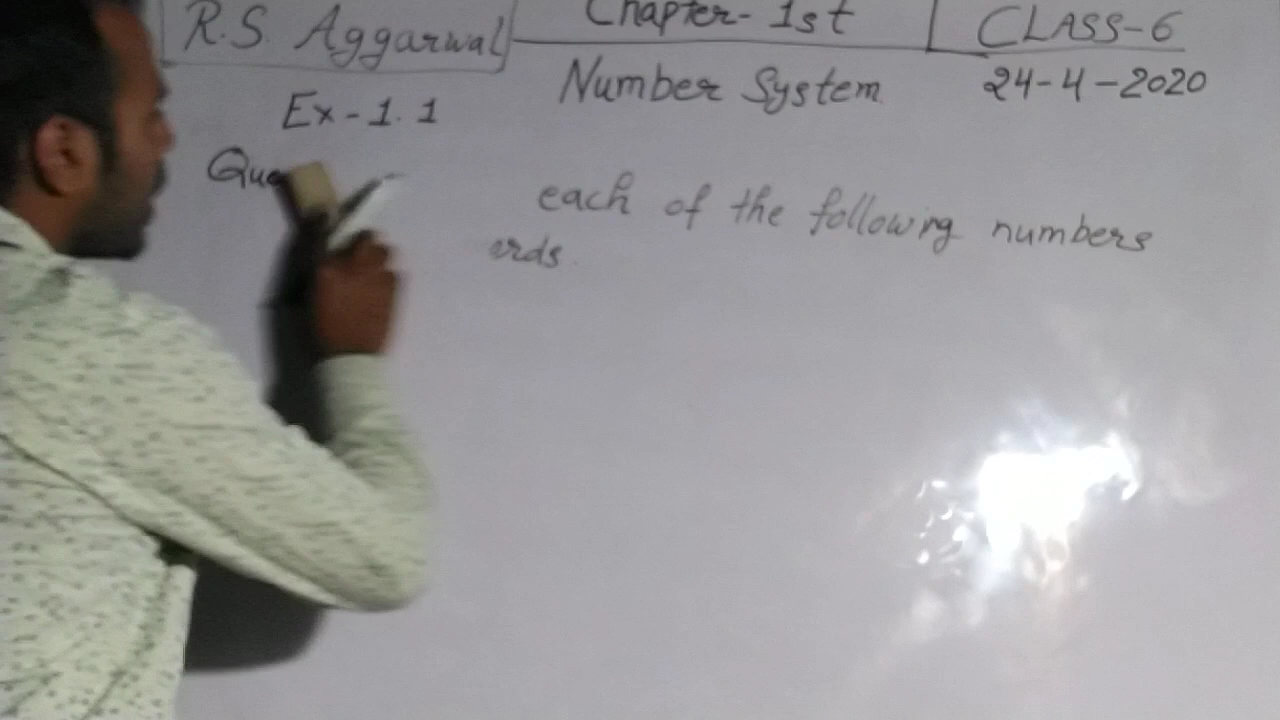 R.S. Aggarwal Chapter- 1st CLASS-6
Number System 24-4-2020
Ex-1.1
each of the following numbers